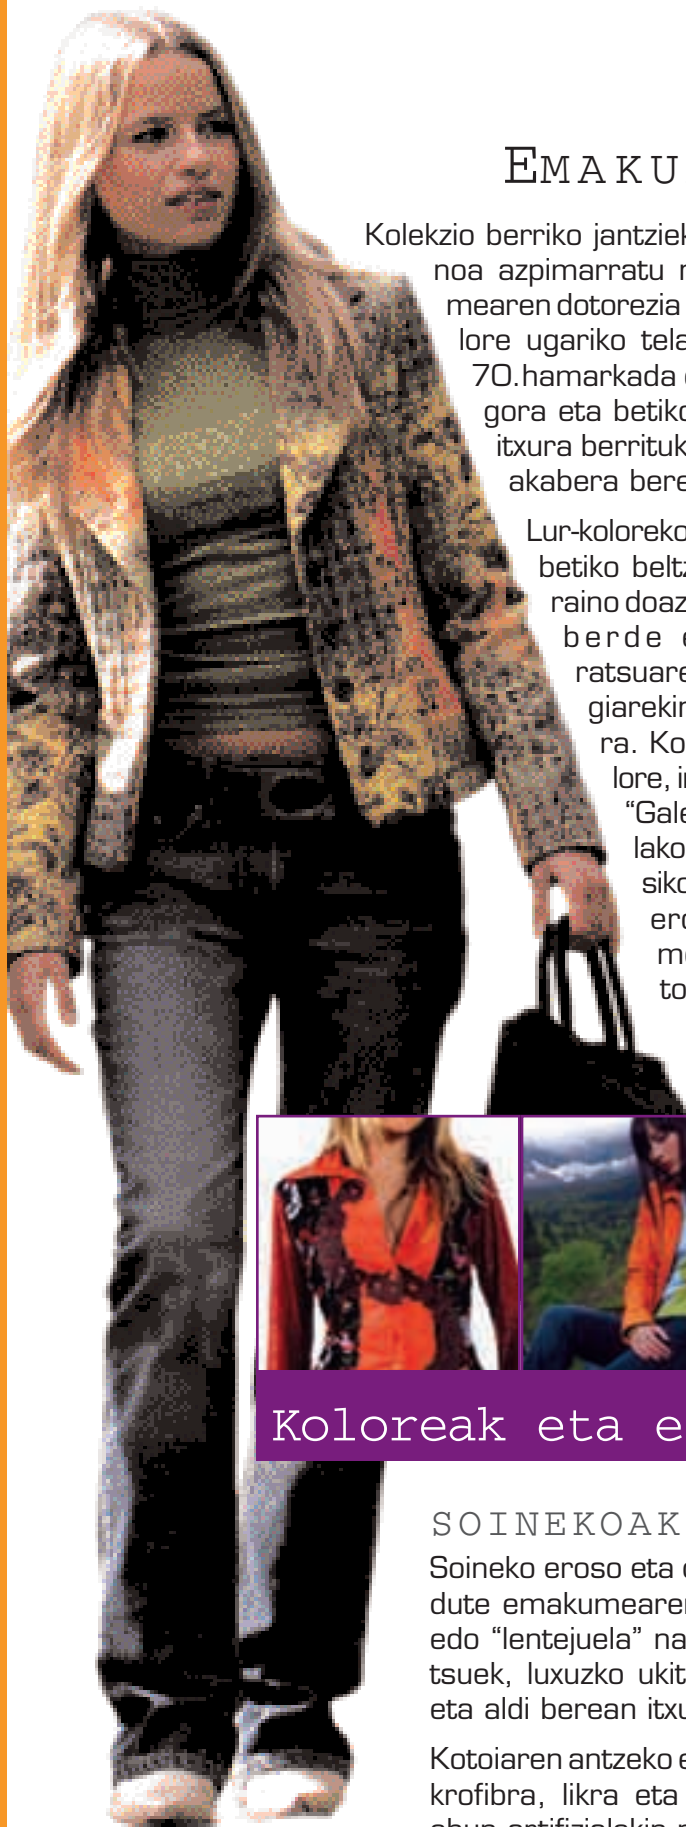 EMAKU
Kolekzio berriko jantziek
noa azpimarratu
mearen dotorezia
lore ugariko tela
70.hamarkada
gora eta betiko
itxura berrituk
akabera bere
Lur-koloreko
betiko beltz
raino doaz
berde e
ratsuare
giarekin
ra. Ko
lore, i
"Gale
lako
siko
ero
mo
to
Koloreak eta e
SOINEKOAK
Soineko eroso eta
dute emakumearen
edo "lentejuela" na
tsuek, luxuzko ukit
eta aldi berean itxu
Kotoiaren antzeko e
krofibra, likra eta